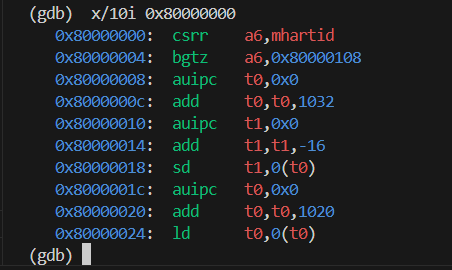 (gdb)  x/10i 0x80000000
0x80000000: csrr a6,mhartid
0x80000004: bgtz a6,0x80000108
0x80000008: auipc t0,0x0
0x8000000c: add t0,t0,1032
0x80000010: auipc t1,0x0
0x80000014: add t1,t1,-16
0x80000018: sd t1,0(t0)
0x8000001c: auipc t0,0x0
0x80000020: add t0,t0,1020
0x80000024: ld t0,0(t0)
(gdb)